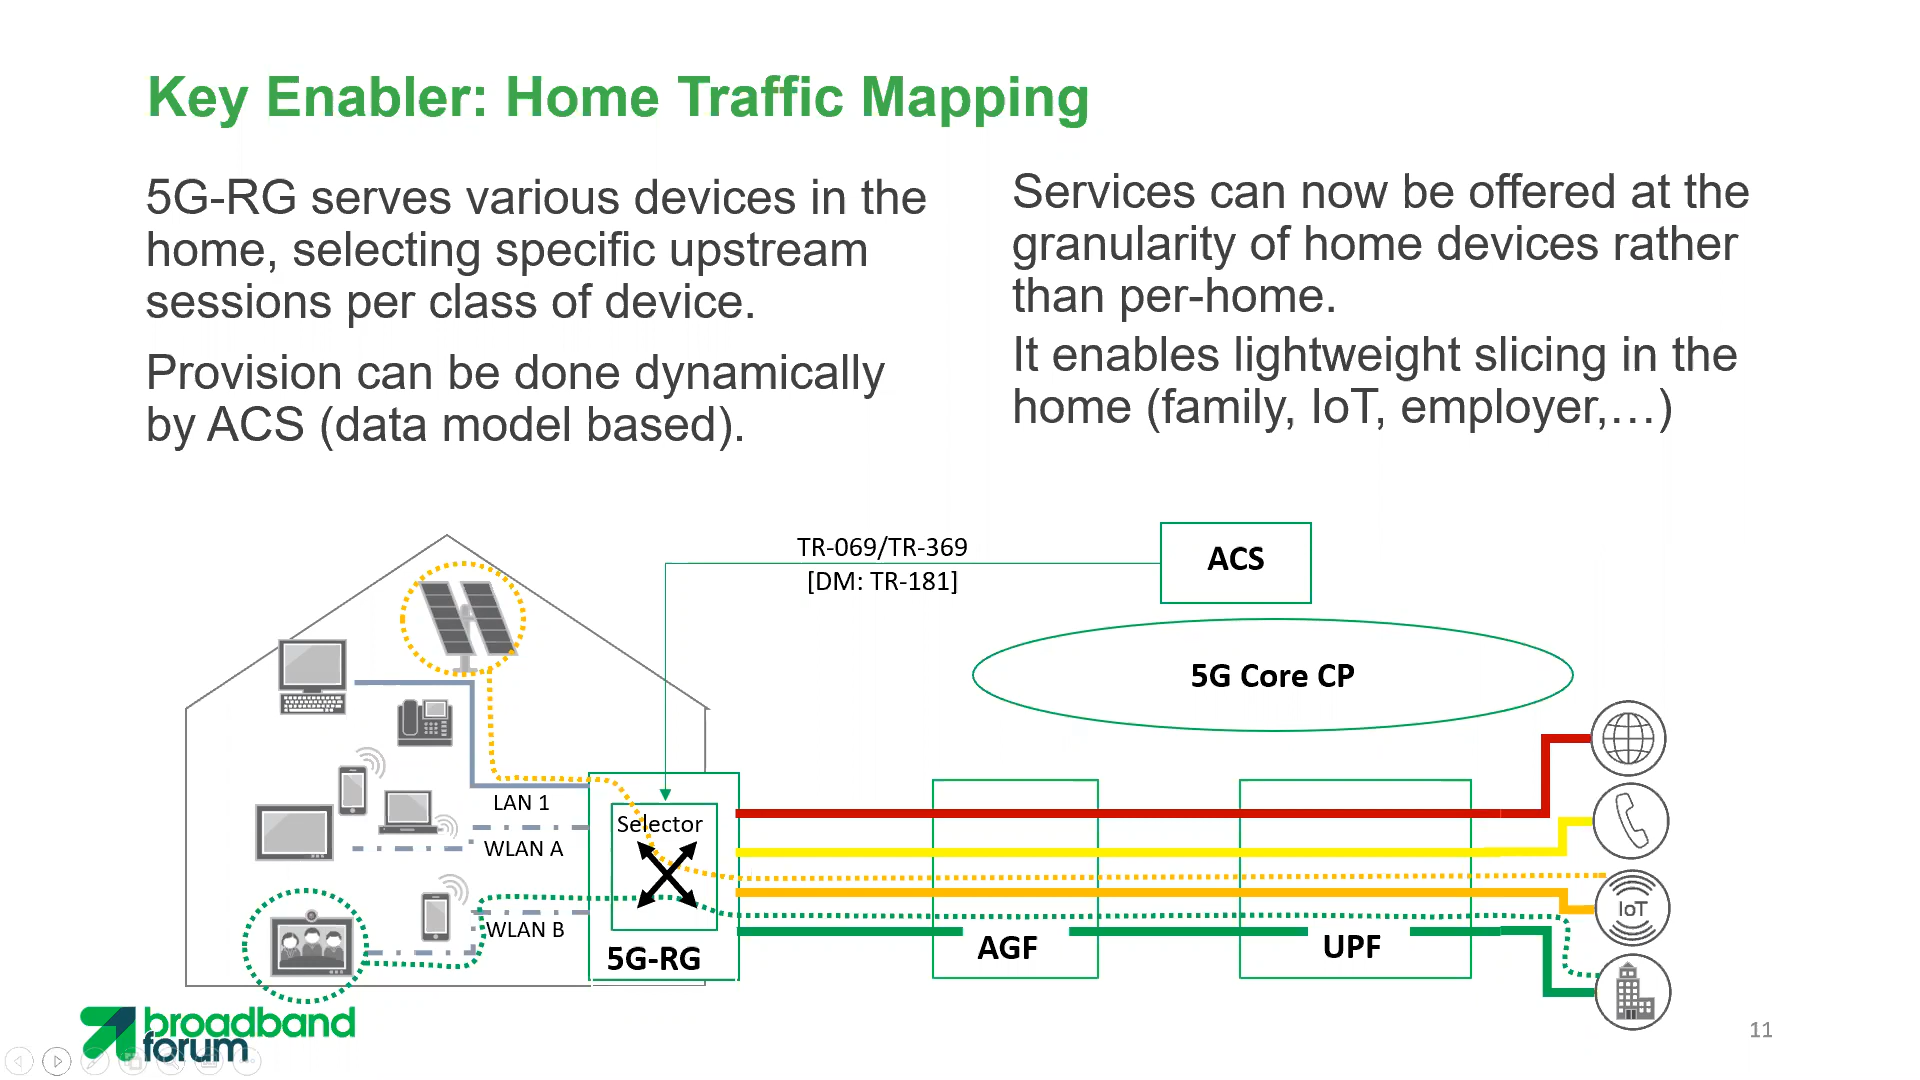 Key Enabler: Home Traffic Mapping
5G-RG serves various devices in the
home, selecting specific upstream
sessions per class of device.
Provision can be done dynamically
by ACS (data model based).
Services can now be offered at the
granularity of home devices rather
than per-home.
It enables lightweight slicing in the
home (family, IoT, employer,…)
TR-069/TR-369
[DM: TR-181]
ACS
5G Core CP
LAN 1
WLAN A
WLAN B
Selector
5G-RG
AGF
UPF
IoT
broadband
forum
11